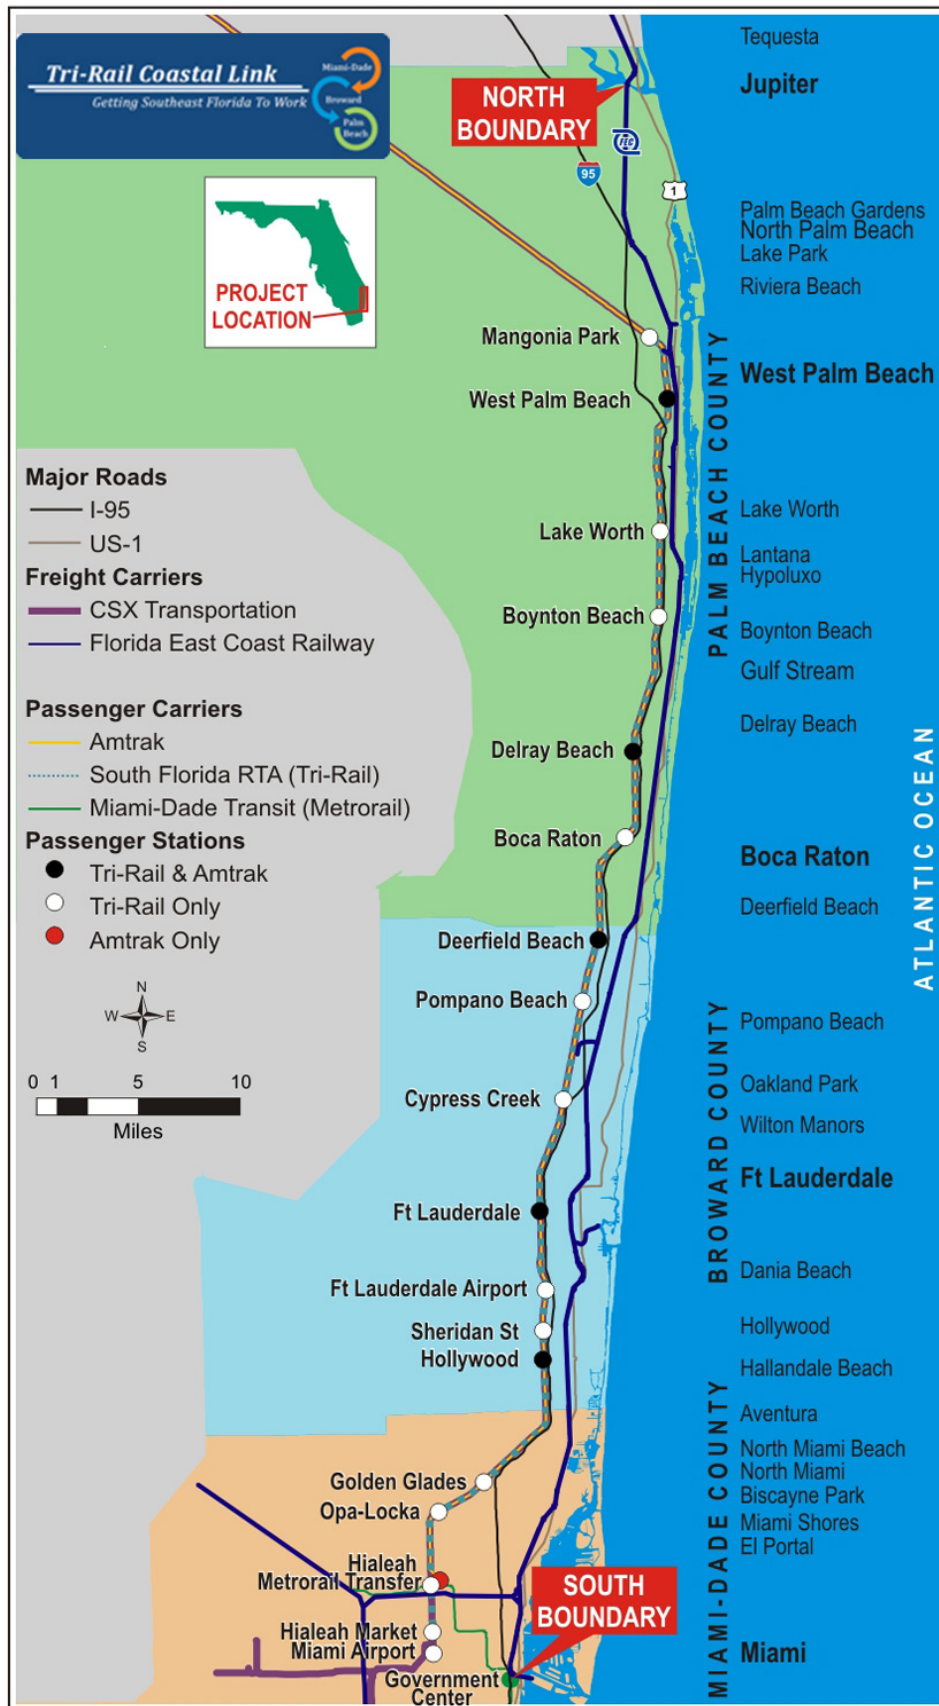 Tri-Rail Coastal Link
Getting Southeast Florida To Work
Miami-Dade
Broward
Palm
Beach
NORTH
BOUNDARY
FEC
95
1
PROJECT
LOCATION
Tequesta
Jupiter
Palm Beach Gardens
North Palm Beach
Lake Park
Riviera Beach
West Palm Beach
Lake Worth
Lantana
Hypoluxo
Boynton Beach
Gulf Stream
Delray Beach
Boca Raton
Deerfield Beach
Pompano Beach
Oakland Park
Wilton Manors
Ft Lauderdale
Dania Beach
Hollywood
Hallandale Beach
Aventura
North Miami Beach
North Miami
Biscayne Park
Miami Shores
El Portal
Miami
PALM BEACH COUNTY
BROWARD COUNTY
MIAMI-DADE COUNTY
ATLANTIC OCEAN
Mangonia Park
West Palm Beach
Lake Worth
Boynton Beach
Delray Beach
Boca Raton
Deerfield Beach
Pompano Beach
Cypress Creek
Ft Lauderdale
Ft Lauderdale Airport
Sheridan St
Hollywood
Golden Glades
Opa-Locka
Hialeah
Metrorail Transfer
Hialeah Market
Miami Airport
Government
Center
SOUTH
BOUNDARY
Major Roads
I-95
US-1
Freight Carriers
CSX Transportation
Florida East Coast Railway
Passenger Carriers
Amtrak
South Florida RTA (Tri-Rail)
Miami-Dade Transit (Metrorail)
Passenger Stations
Tri-Rail & Amtrak
Tri-Rail Only
Amtrak Only
N
W E
S
0 1 5 10
Miles